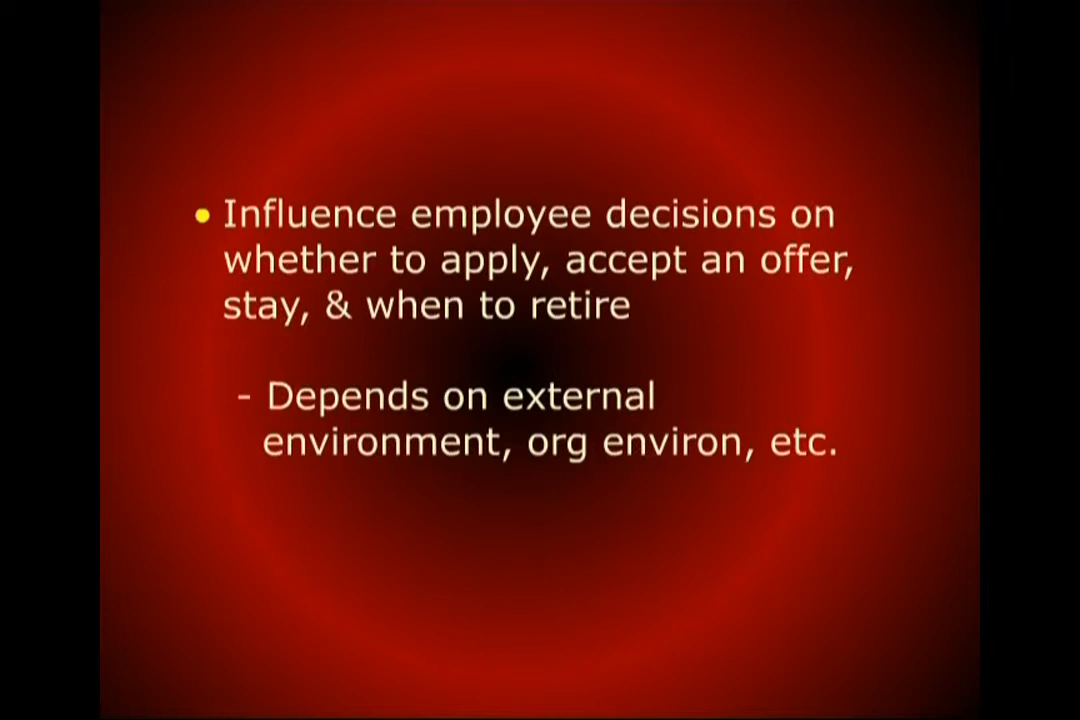 • Influence employee decisions on
whether to apply, accept an offer,
stay, & when to retire
- Depends on external
environment, org environ, etc.